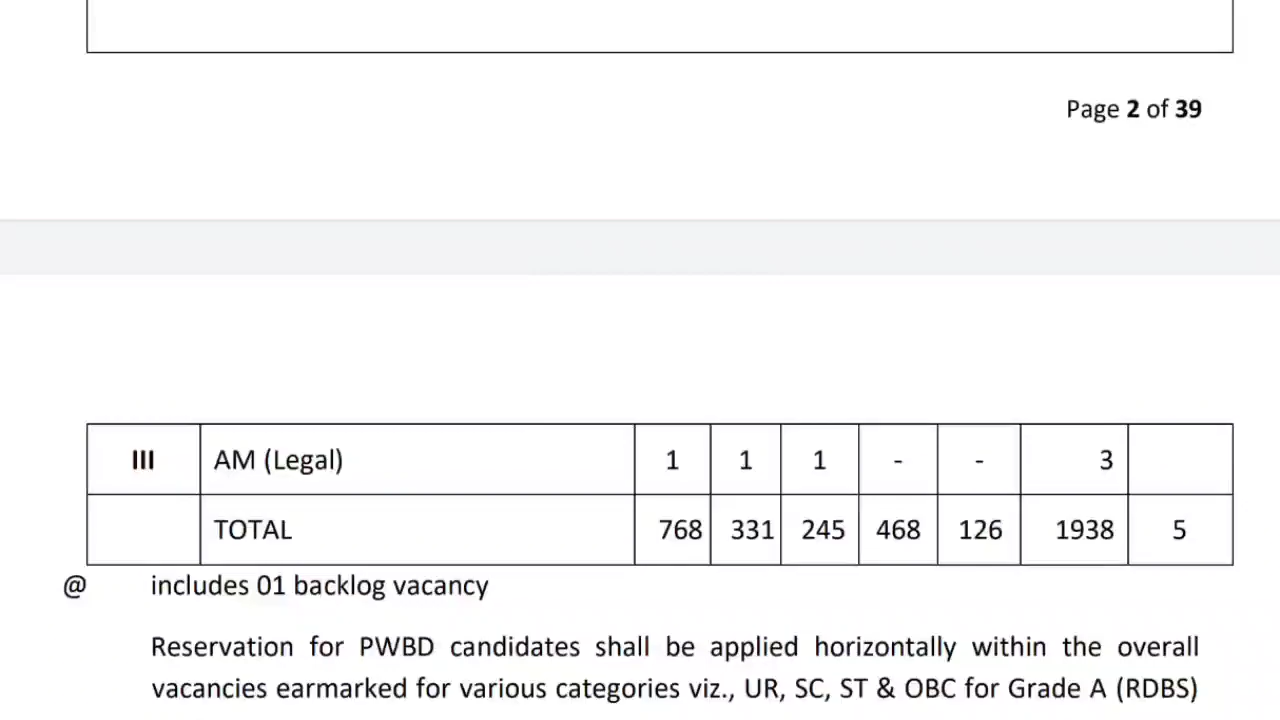 Page 2 of 39
III AM (Legal) 1 1 1 - - 3
TOTAL 768 331 245 468 126 1938 5
@ includes 01 backlog vacancy
Reservation for PWBD candidates shall be applied horizontally within the overall
vacancies earmarked for various categories viz., UR, SC, ST & OBC for Grade A (RDBS)